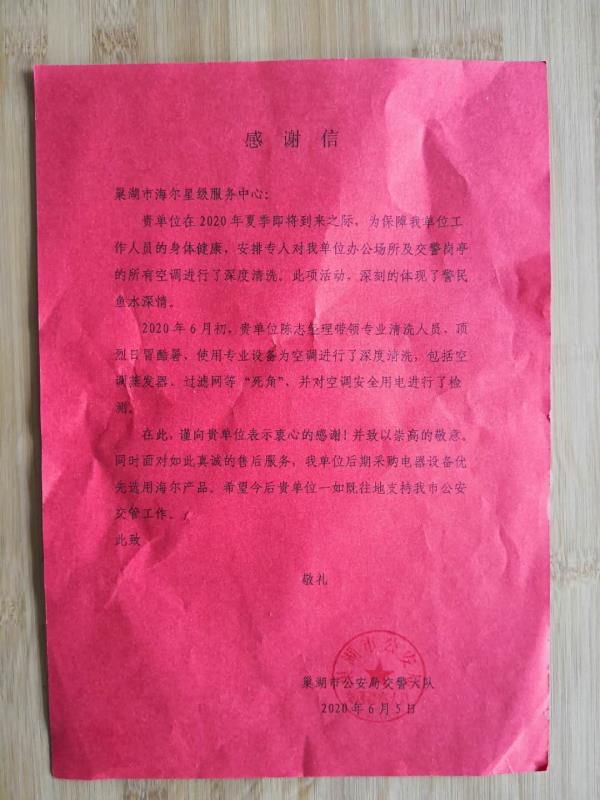 感谢信
巢湖市海尔星级服务中心:
贵单位在2020年夏季即将到来之际，为保障我单位工
作人员的身体健康，安排专人对我单位办公场所及交警岗亭
的所有空调进行了深度清洗。此项活动，深刻的体现了警民
鱼水深情。
2020年6月初，贵单位陈志经理带领专业清洗人员，顶
烈日冒酷暑、使用专业设备为空调进行了深度清洗，包括空
调蒸发器、过滤网等“死角”、并对空调安全用电进行了检
测。
在此，谨向贵单位表示衷心的感谢!并致以崇高的敬意。
同时面对如此真诚的售后服务，我单位后期采购电器设备优
先选用海尔产品。希望今后贵单位一如既往地支持我市公安
交管工作。
此致
敬礼
湖市公安
巢湖市公安局交警大队
2020年6月5日